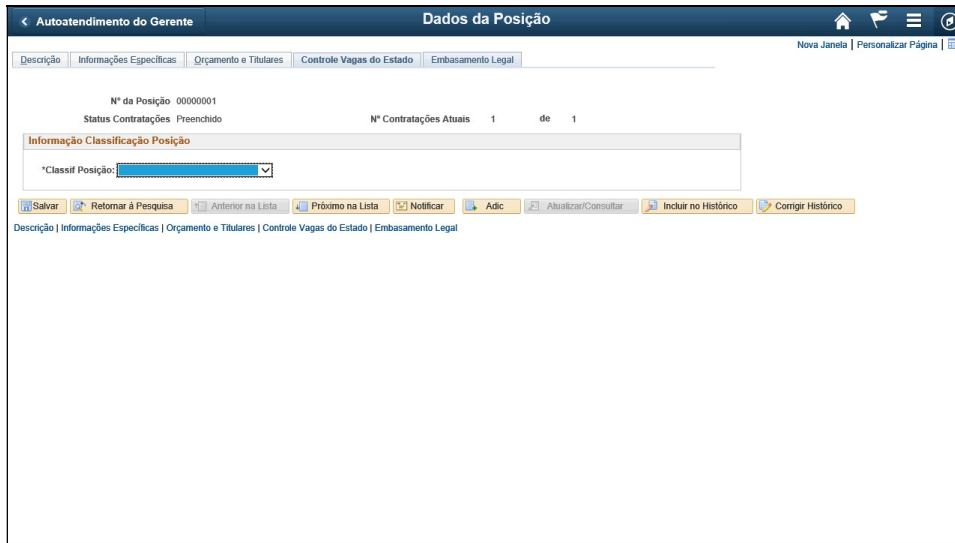 Autoatendimento do Gerente Dados da Posição
Nova Janela | Personalizar Página |
Descrição Informações Específicas Orçamento e Titulares Controle Vagas do Estado Embasamento Legal
Nº da Posição 00000001
Status Contratações Preenchido Nº Contratações Atuais 1 de 1
Informação Classificação Posição
*Classif Posição:
Salvar Retornar à Pesquisa Anterior na Lista Próximo na Lista Notificar Adic Atualizar/Consultar Incluir no Histórico Corrigir Histórico
Descrição | Informações Específicas | Orçamento e Titulares | Controle Vagas do Estado | Embasamento Legal